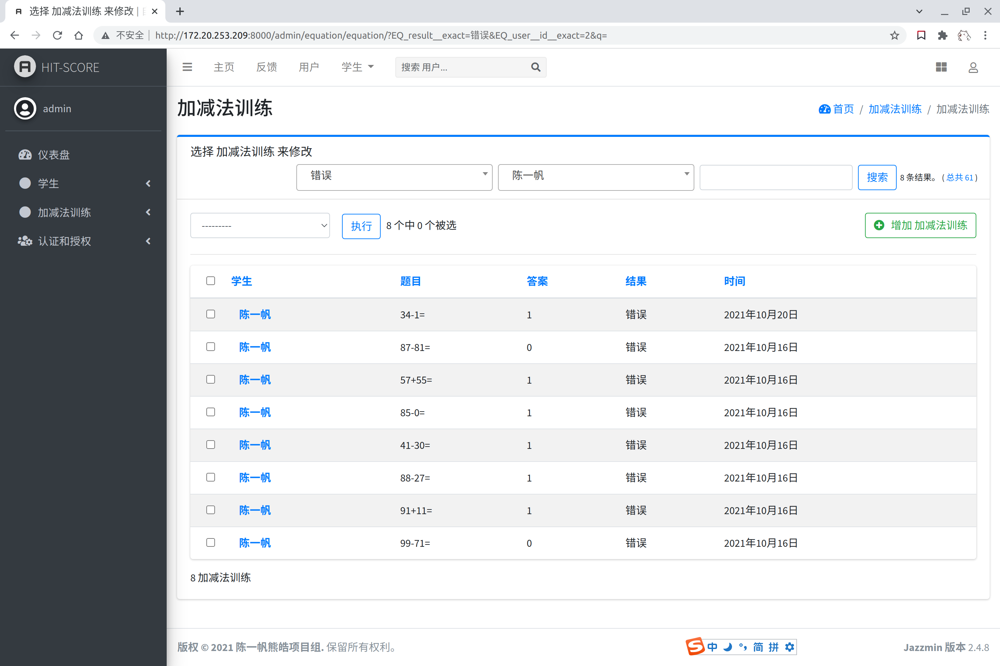 选择 加减法训练 来修改 |
不安全 | http://172.20.253.209:8000/admin/equation/equation/?EQ_result__exact=错误&EQ_user__id__exact=2&q=
HIT-SCORE
主页 反馈 用户 学生 搜索 用户...
admin
加减法训练
首页 / 加减法训练 / 加减法训练
仪表盘
学生
加减法训练
认证和授权
选择 加减法训练 来修改
错误 陈一帆 搜索 8 条结果。 ( 总共 61 )
--------- 执行 8 个中 0 个被选 增加 加减法训练
学生 题目 答案 结果 时间
陈一帆 34-1= 1 错误 2021年10月20日
陈一帆 87-81= 0 错误 2021年10月16日
陈一帆 57+55= 1 错误 2021年10月16日
陈一帆 85-0= 1 错误 2021年10月16日
陈一帆 41-30= 1 错误 2021年10月16日
陈一帆 88-27= 1 错误 2021年10月16日
陈一帆 91+11= 1 错误 2021年10月16日
陈一帆 99-71= 0 错误 2021年10月16日
8 加减法训练
版权 © 2021 陈一帆熊皓项目组. 保留所有权利。
中 简 拼
Jazzmin 版本 2.4.8